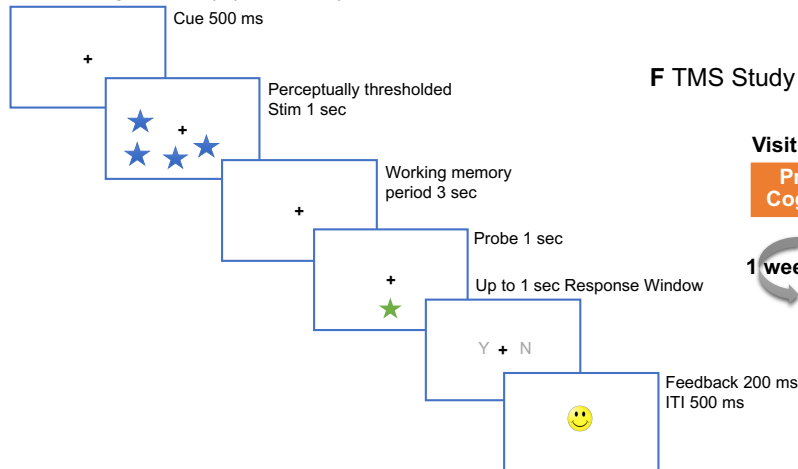 Cue 500 ms
+
Perceptually thresholded
Stim 1 sec
+
Working memory
period 3 sec
+
Probe 1 sec
+
Up to 1 sec Response Window
Y + N
Feedback 200 ms
ITI 500 ms
F TMS Study
Visit
1 wee